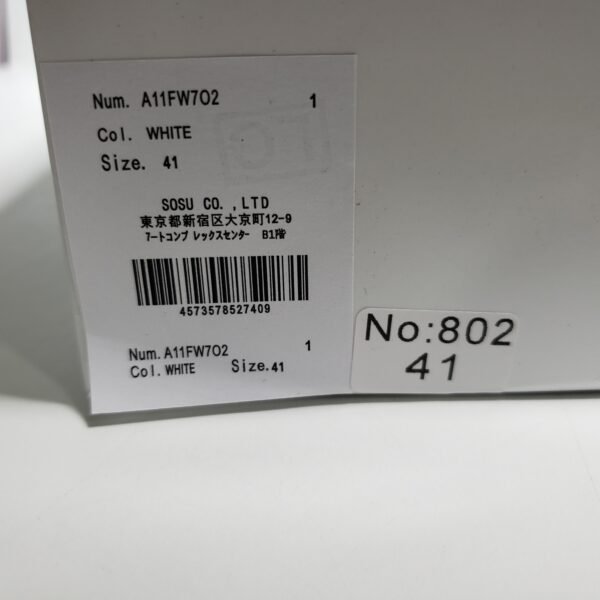 Num. A11FW702 1
Col. WHITE
Size. 41
SOSU CO. ,LTD
東京都新宿区大京町12-9
ｱｰﾄｺﾝﾌﾟ ﾚｯｸｽｾﾝﾀｰ B1階
4573578527409
Num. A11FW702 1
Col. WHITE Size. 41
No:802
41